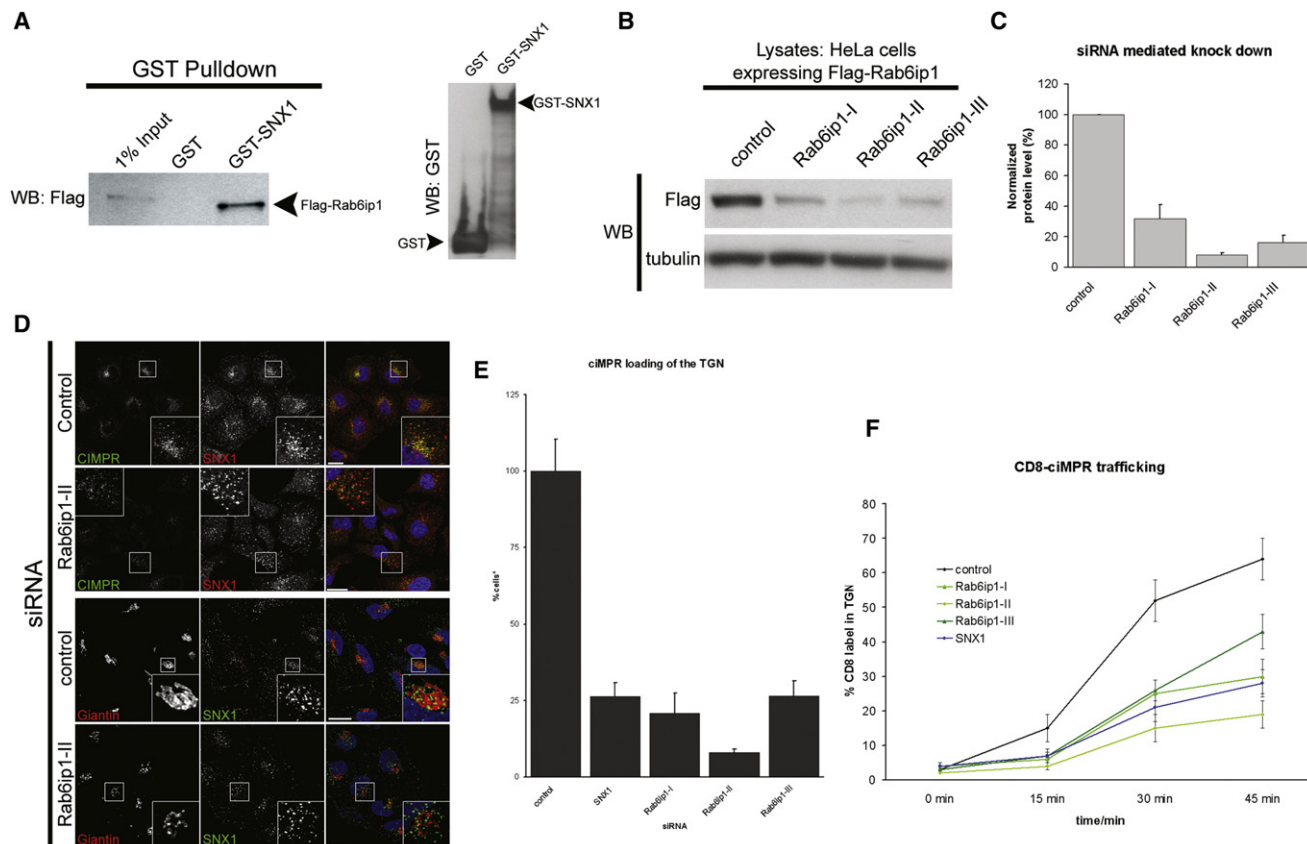 A
GST Pulldown
1% Input
GST
GST-SNX1
WB: Flag
Flag-Rab6ip1
GST
GST-SNX1
WB: GST
GST-SNX1
GST
B
Lysates: HeLa cells
expressing Flag-Rab6ip1
control
Rab6ip1-I
Rab6ip1-II
Rab6ip1-III
WB
Flag
tubulin
C
siRNA mediated knock down
Normalized
protein level (%)
120
100
80
60
40
20
0
control
Rab6ip1-I
Rab6ip1-II
Rab6ip1-III
D
siRNA
Control
CIMPR
SNX1
Rab6ip1-II
CIMPR
SNX1
control
Giantin
SNX1
Rab6ip1-II
Giantin
SNX1
E
ciMPR loading of the TGN
%cells*
125
100
75
50
25
0
control
SNX1
Rab6ip1-I
Rab6ip1-II
Rab6ip1-III
siRNA
F
CD8-ciMPR trafficking
% CD8 label in TGN
80
70
60
50
40
30
20
10
0
control
Rab6ip1-I
Rab6ip1-II
Rab6ip1-III
SNX1
0 min
15 min
30 min
45 min
time/min